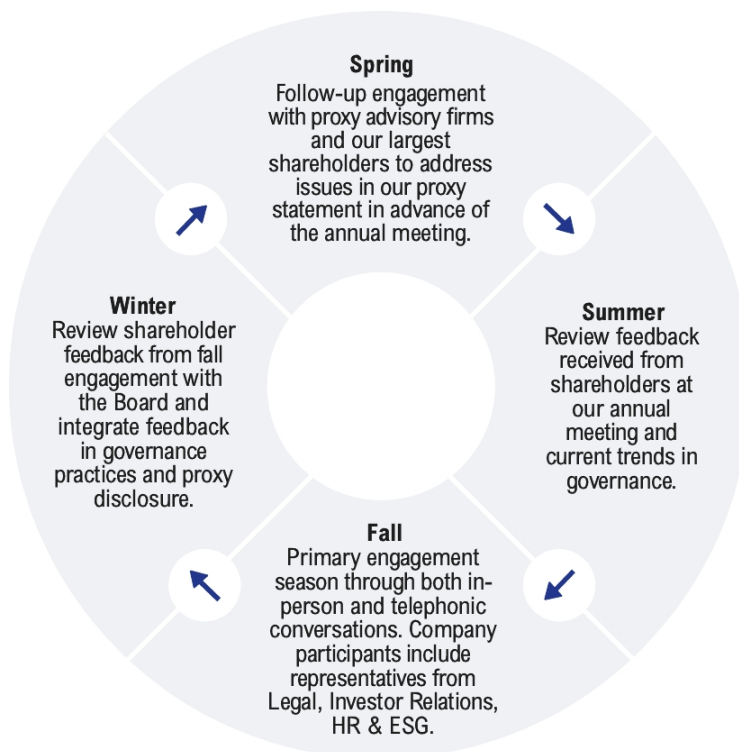 Spring
Follow-up engagement
with proxy advisory firms
and our largest
shareholders to address
issues in our proxy
statement in advance of
the annual meeting.
Summer
Review feedback
received from
shareholders at
our annual
meeting and
current trends in
governance.
Fall
Primary engagement
season through both in-
person and telephonic
conversations. Company
participants include
representatives from
Legal, Investor Relations,
HR & ESG.
Winter
Review shareholder
feedback from fall
engagement with
the Board and
integrate feedback
in governance
practices and proxy
disclosure.